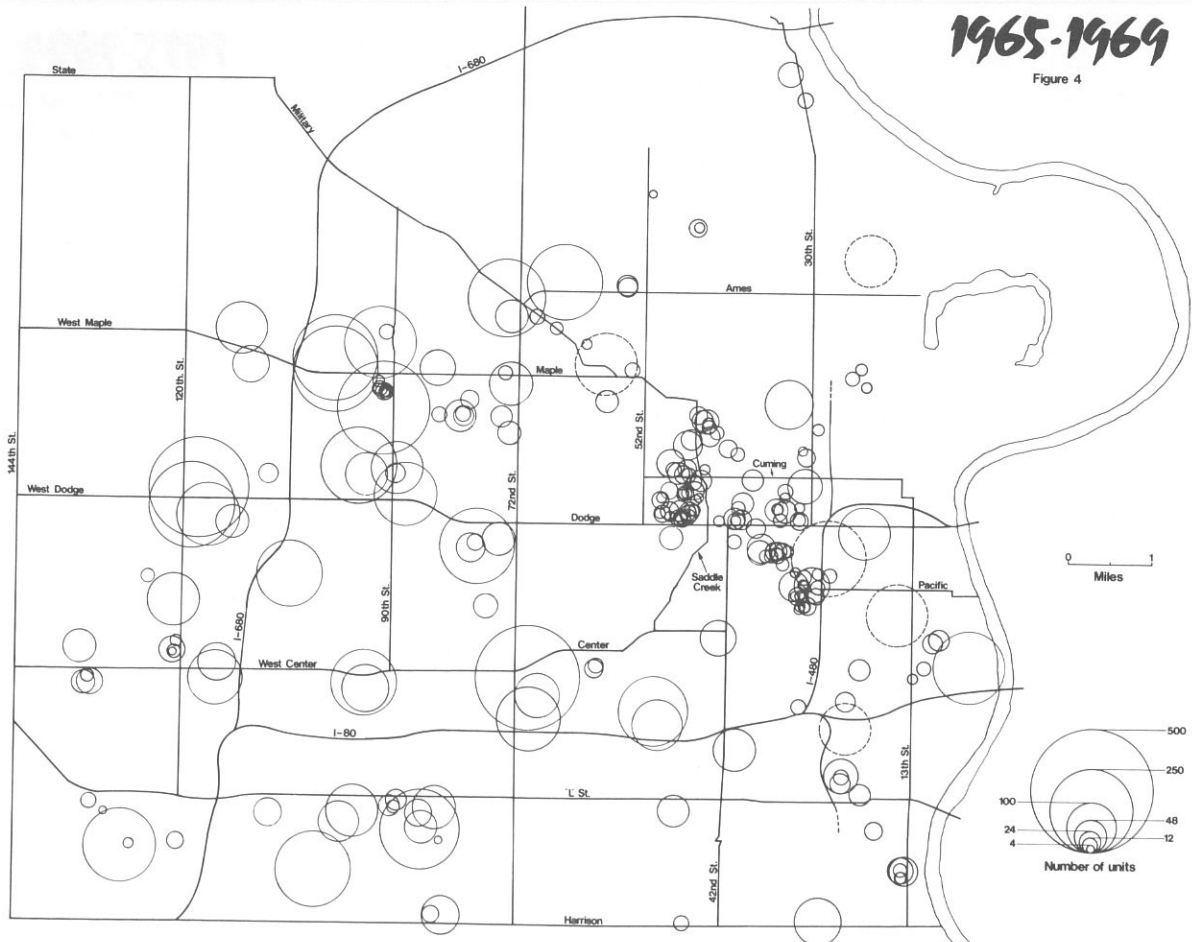 1965-1969
Figure 4
State
I-680
Military
30th St.
Ames
West Maple
120th. St.
Maple
144th St.
52nd St.
72nd St.
Cuming
West Dodge
Dodge
Saddle
Creek
0 1
Miles
Pacific
I-680
90th St.
Center
West Center
I-480
I-80
13th St.
500
250
100
48
24
12
4
Number of units
"L" St.
42nd St.
Harrison